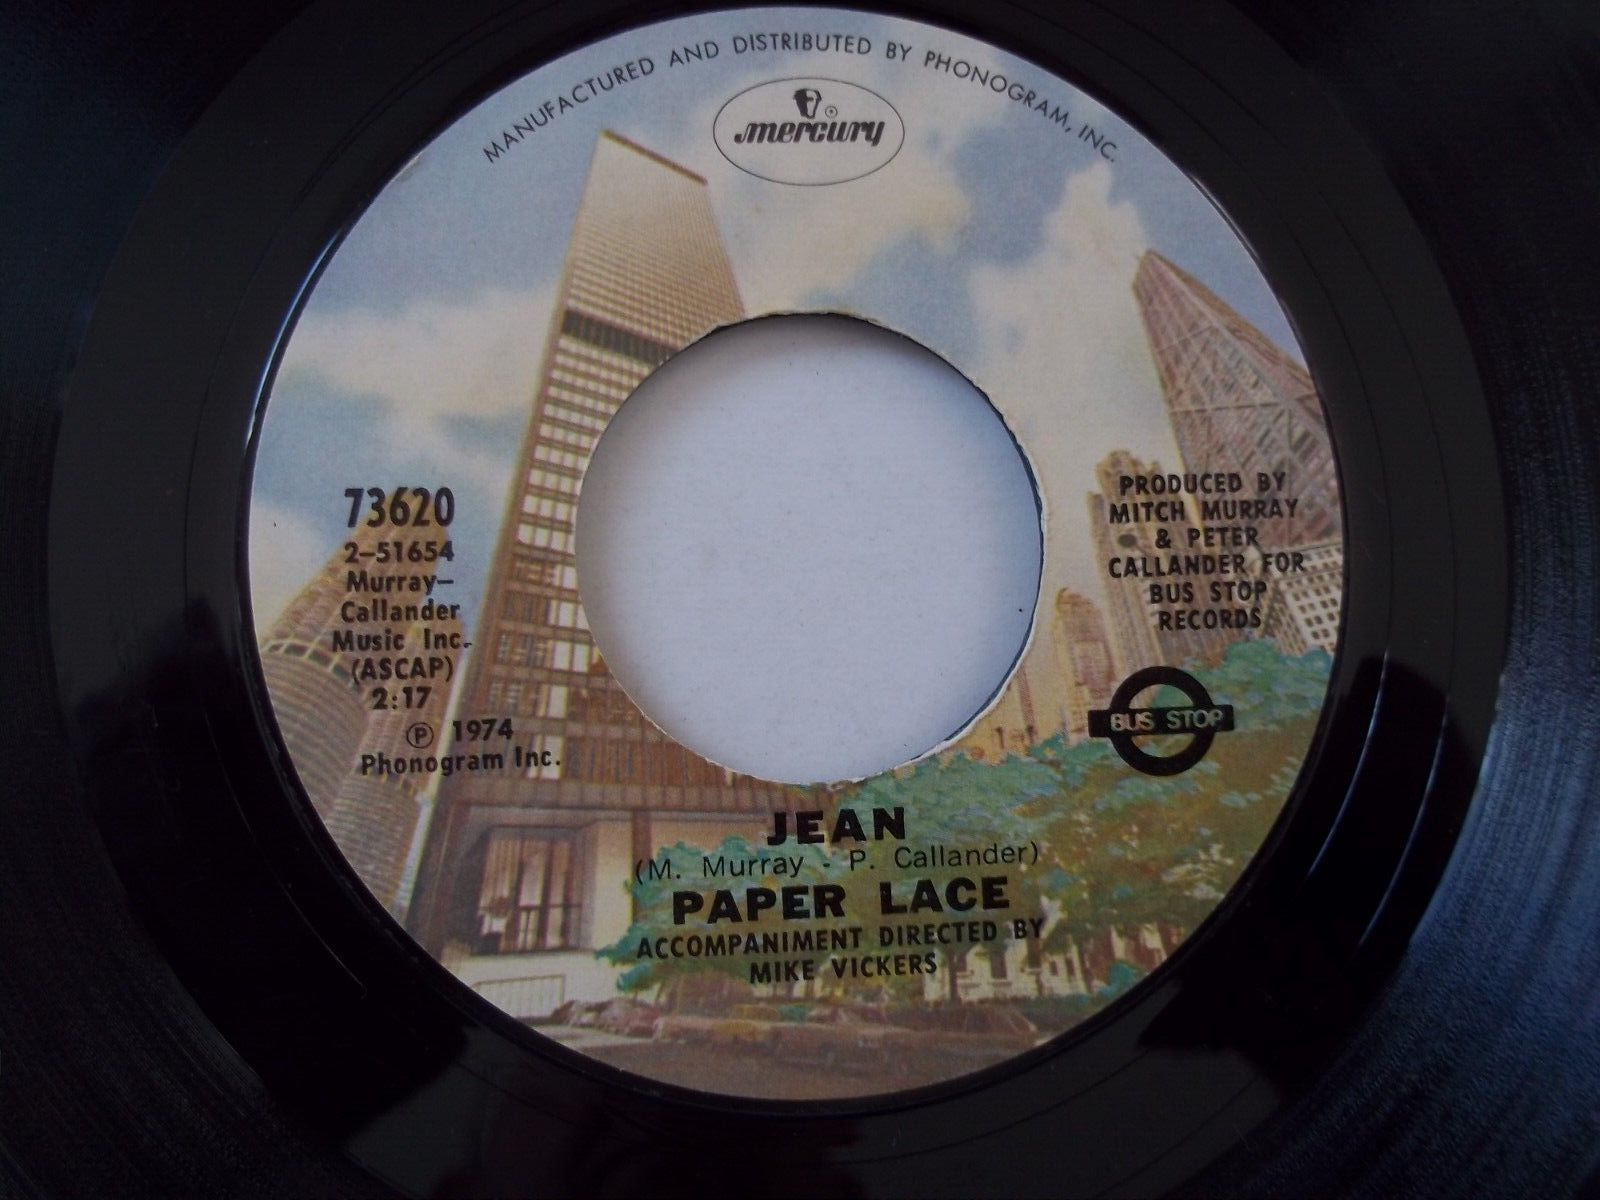 MANUFACTURED AND DISTRIBUTED BY PHONOGRAM, INC.
mercury
®
73620
2–51654
Murray–
Callander
Music Inc.
(ASCAP)
2:17
℗ 1974
Phonogram Inc.
PRODUCED BY
MITCH MURRAY
& PETER
CALLANDER FOR
BUS STOP
RECORDS
BUS STOP
JEAN
(M. Murray - P. Callander)
PAPER LACE
ACCOMPANIMENT DIRECTED BY
MIKE VICKERS